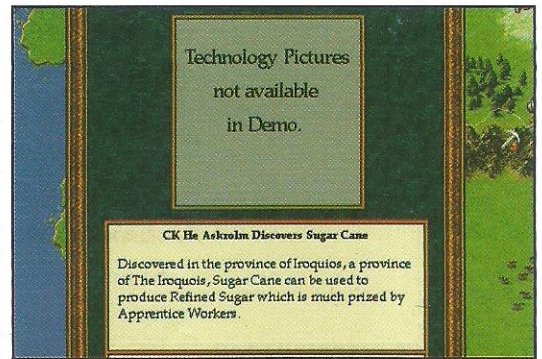 Technology Pictures
not available
in Demo.
CK He Askrolm Discovers Sugar Cane
Discovered in the province of Iroquios, a province
of The Iroquois, Sugar Cane can be used to
produce Refined Sugar which is much prized by
Apprentice Workers.